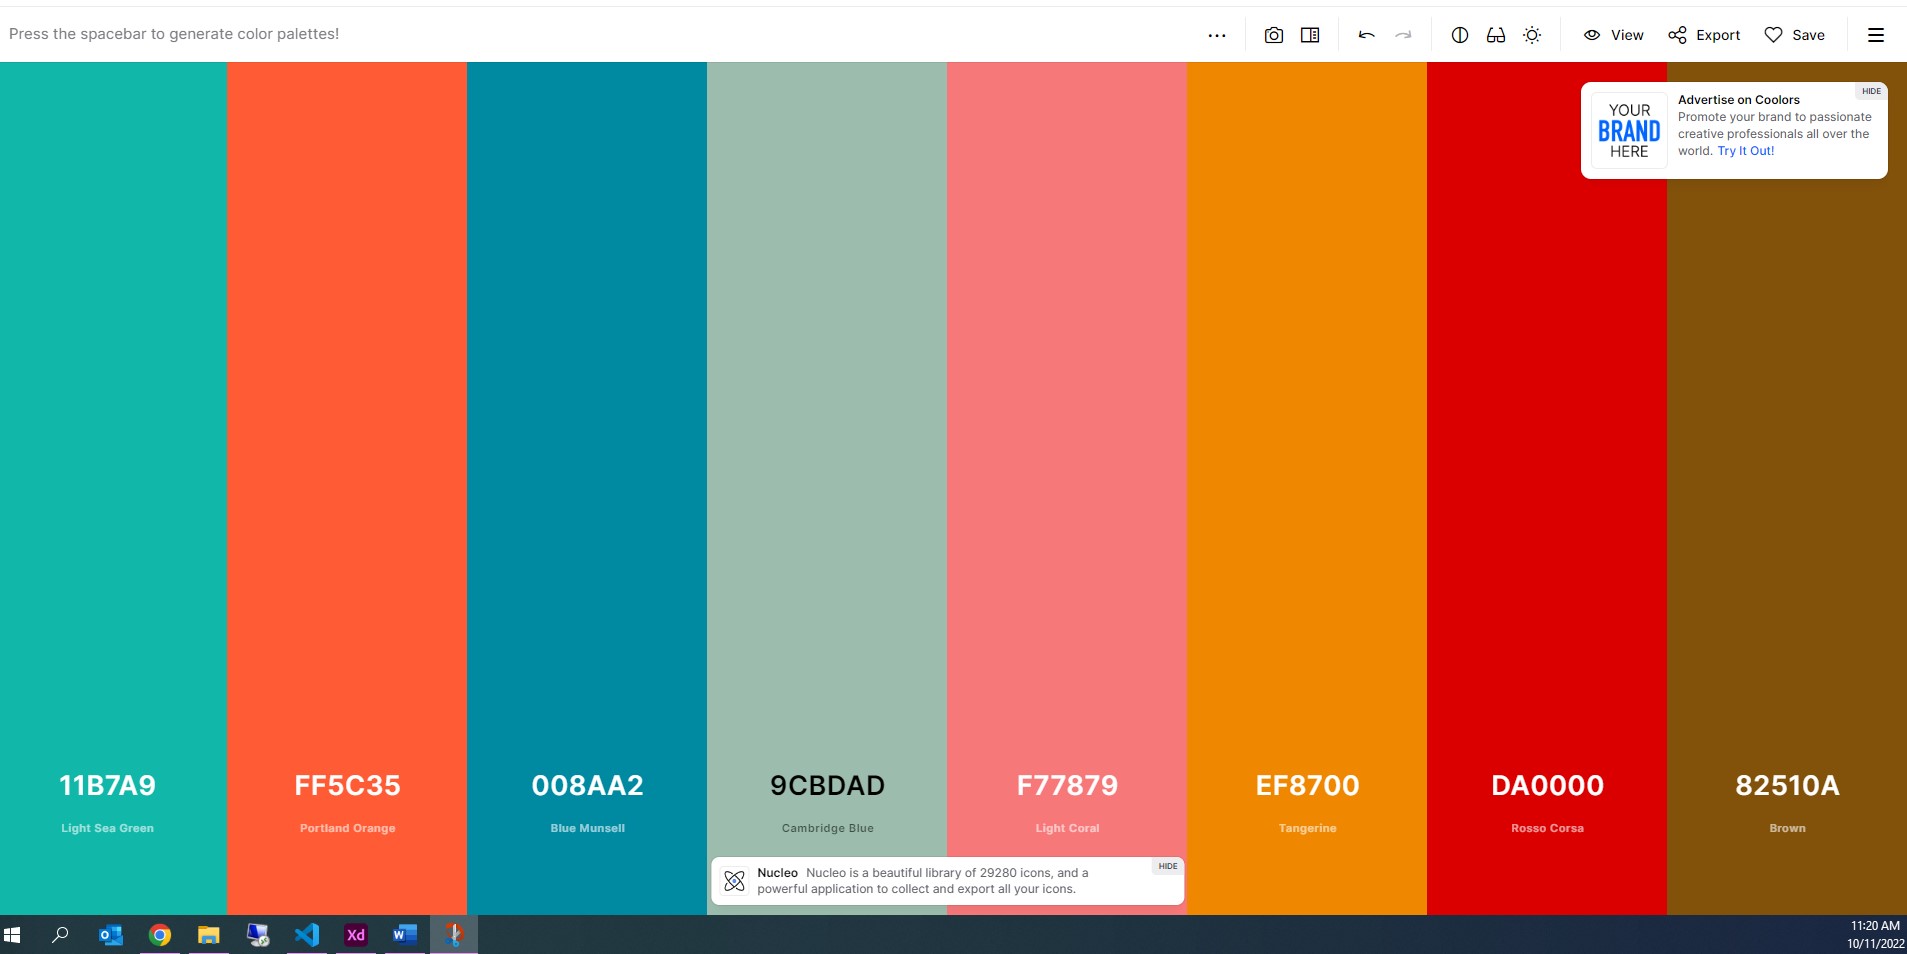 Press the spacebar to generate color palettes!
View
Export
Save
HIDE
YOUR
BRAND
HERE
Advertise on Coolors
Promote your brand to passionate
creative professionals all over the
world. Try It Out!
11B7A9
Light Sea Green
FF5C35
Portland Orange
008AA2
Blue Munsell
9CBDAD
Cambridge Blue
F77879
Light Coral
EF8700
Tangerine
DA0000
Rosso Corsa
82510A
Brown
HIDE
Nucleo Nucleo is a beautiful library of 29280 icons, and a
powerful application to collect and export all your icons.
Xd
W
11:20 AM
10/11/2022